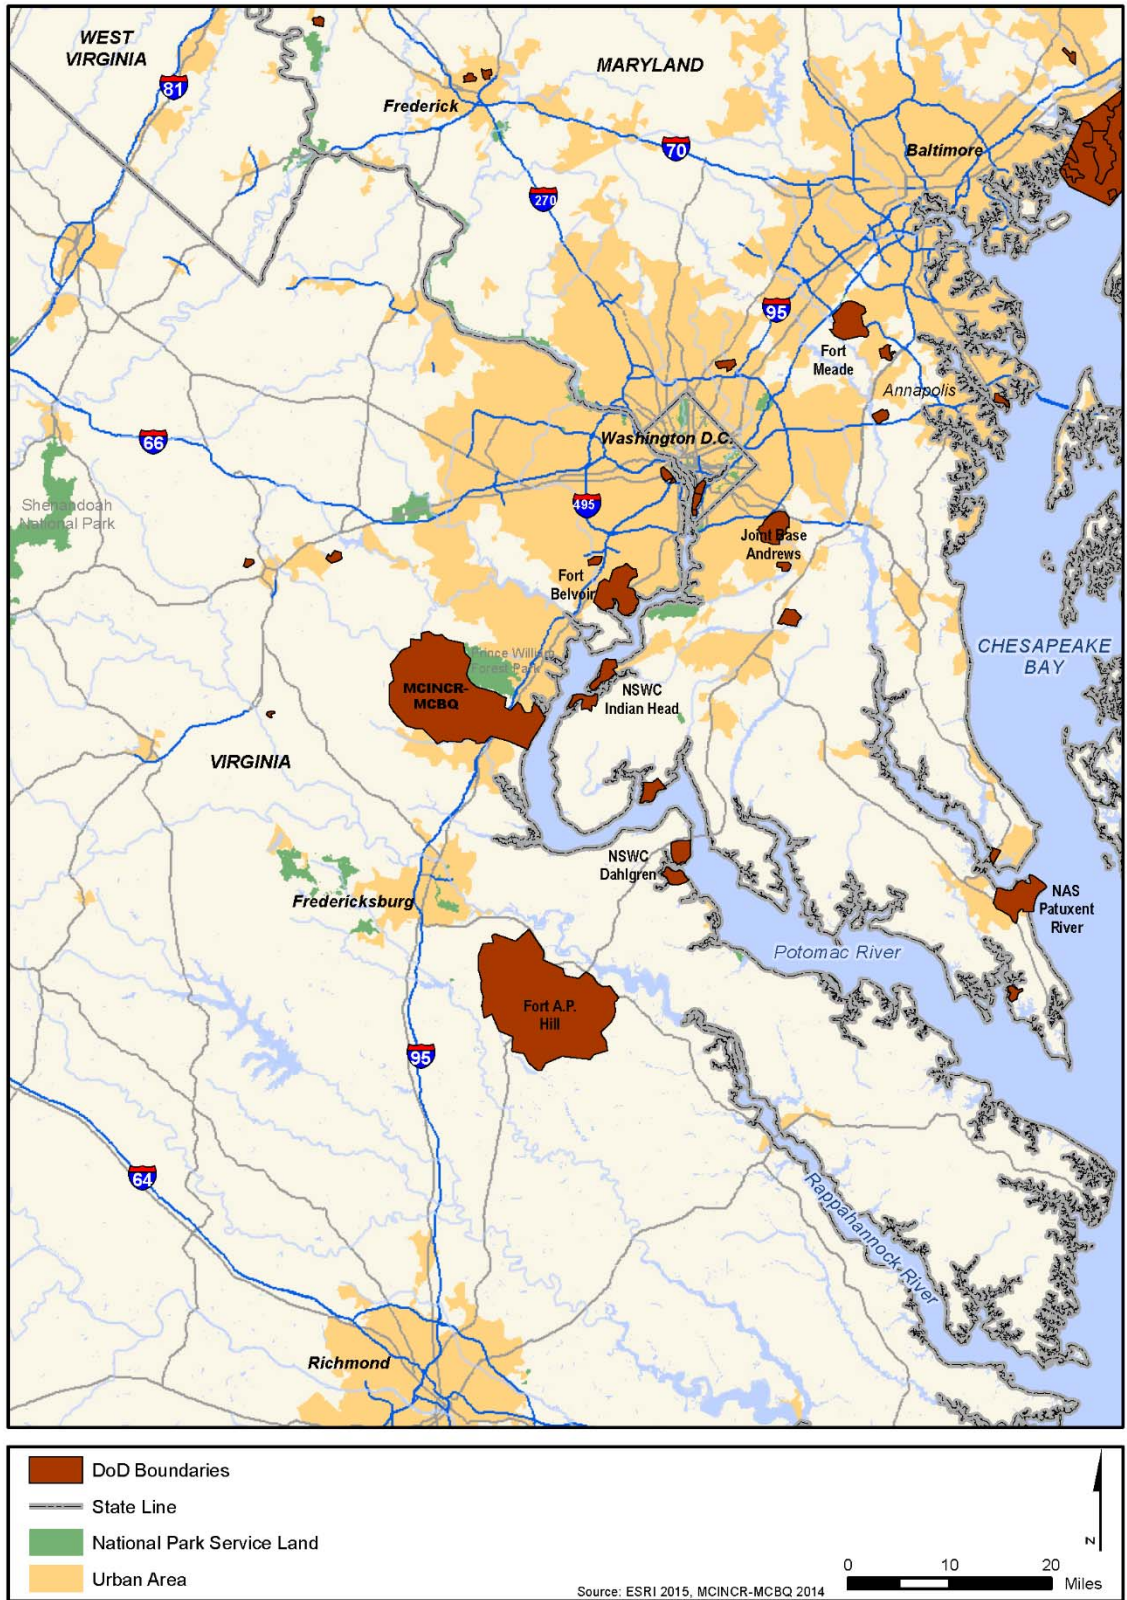 WEST
VIRGINIA
MARYLAND
81
Frederick
70
Baltimore
270
95
Fort
Meade
Annapolis
66
Washington D.C.
Shenandoah
National Park
495
Joint Base
Andrews
Fort
Belvoir
CHESAPEAKE
BAY
Prince William
Forest Park
MCINCR-
MCBQ
NSWC
Indian Head
VIRGINIA
NSWC
Dahlgren
Fredericksburg
NAS
Patuxent
River
Potomac River
Fort A.P.
Hill
95
64
Rappahannock River
Richmond
DoD Boundaries
State Line
National Park Service Land
Urban Area
N
0 10 20
Miles
Source: ESRI 2015, MCINCR-MCBQ 2014